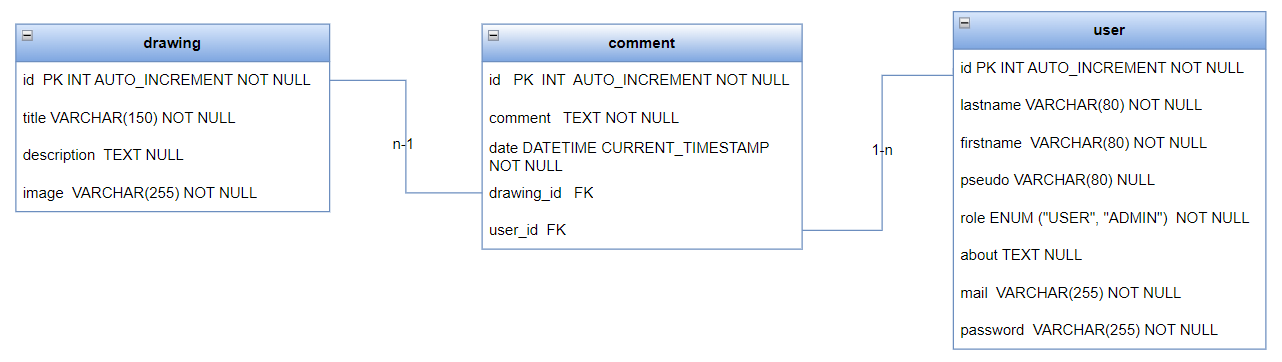 drawing
id PK INT AUTO_INCREMENT NOT NULL
title VARCHAR(150) NOT NULL
description TEXT NULL
image VARCHAR(255) NOT NULL
n-1
comment
id PK INT AUTO_INCREMENT NOT NULL
comment TEXT NOT NULL
date DATETIME CURRENT_TIMESTAMP
NOT NULL
drawing_id FK
user_id FK
1-n
user
id PK INT AUTO_INCREMENT NOT NULL
lastname VARCHAR(80) NOT NULL
firstname VARCHAR(80) NOT NULL
pseudo VARCHAR(80) NULL
role ENUM ("USER", "ADMIN") NOT NULL
about TEXT NULL
mail VARCHAR(255) NOT NULL
password VARCHAR(255) NOT NULL